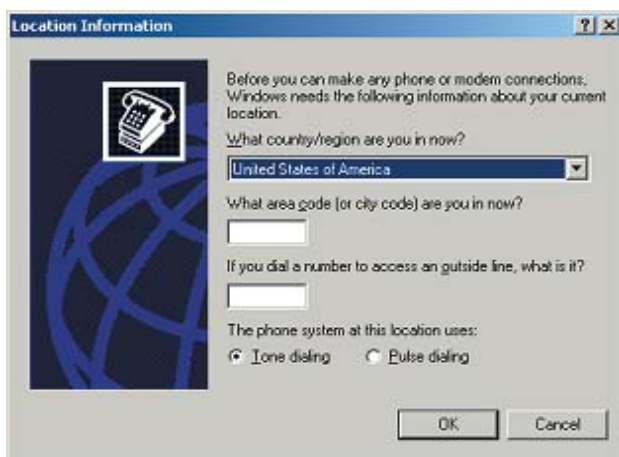 Location Information
Before you can make any phone or modem connections,
Windows needs the following information about your current
location.
What country/region are you in now?
United States of America
What area code (or city code) are you in now?
If you dial a number to access an outside line, what is it?
The phone system at this location uses:
Tone dialing Pulse dialing
OK Cancel